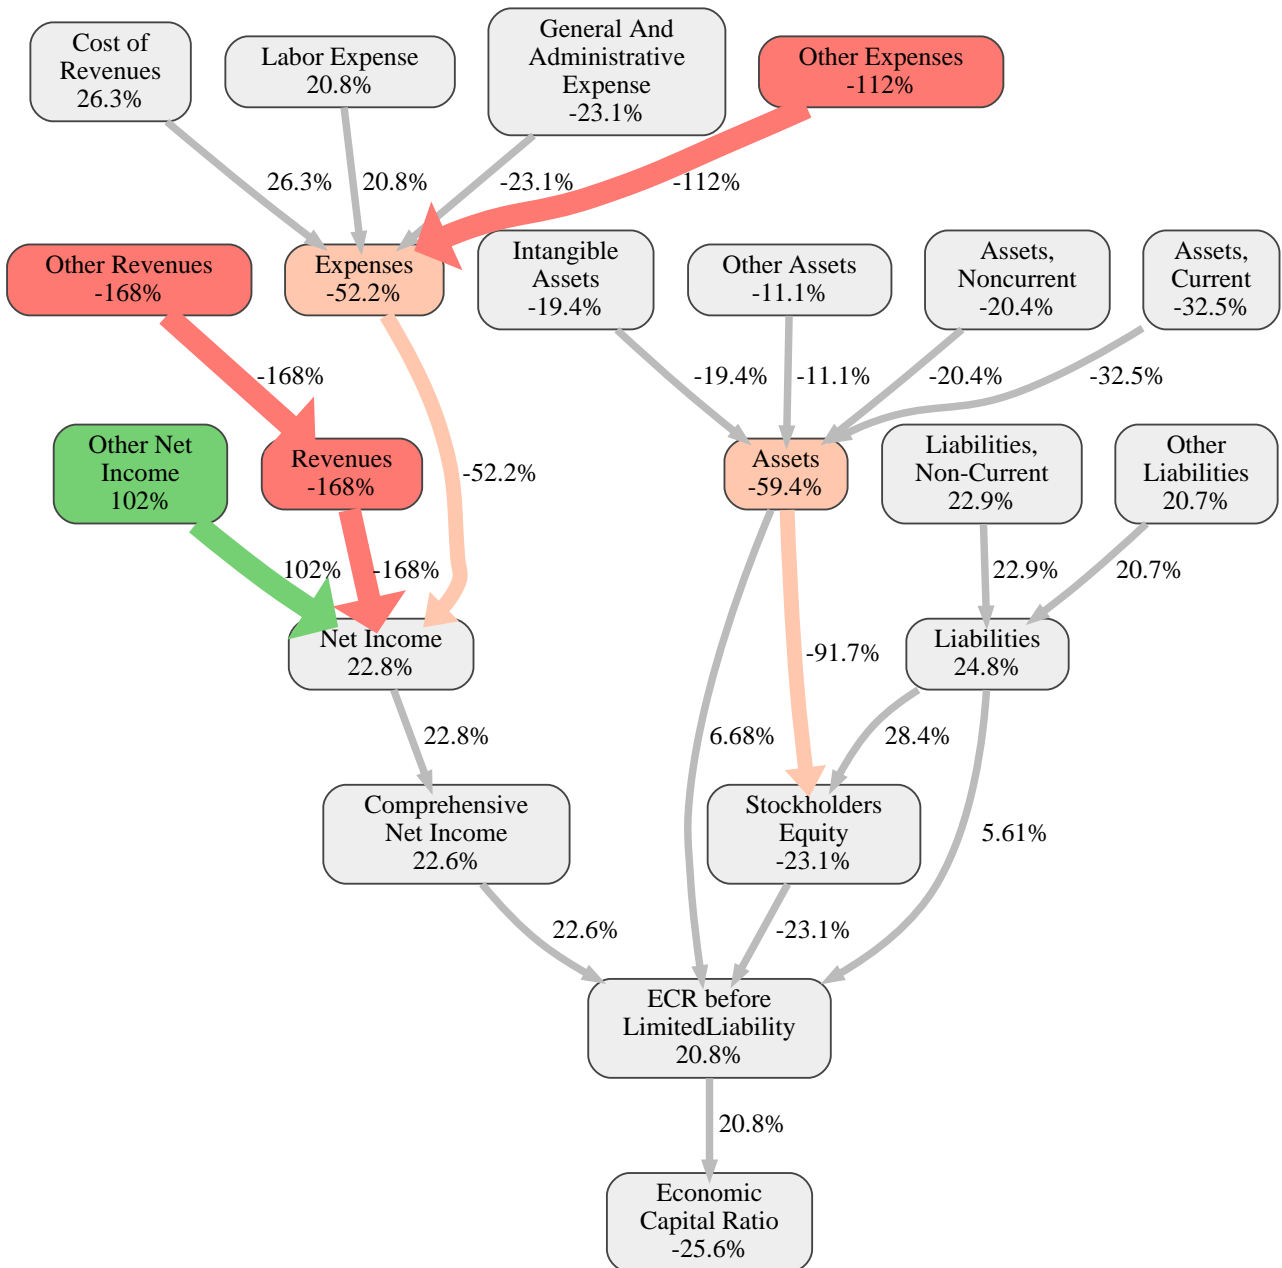 Cost of
Revenues
26.3%
Labor Expense
20.8%
General And
Administrative
Expense
-23.1%
Other Expenses
-112%
26.3%
20.8%
-23.1%
-112%
Other Revenues
-168%
Expenses
-52.2%
Intangible
Assets
-19.4%
Other Assets
-11.1%
Assets,
Noncurrent
-20.4%
Assets,
Current
-32.5%
-168%
-19.4%
-11.1%
-20.4%
-32.5%
Other Net
Income
102%
Revenues
-168%
-52.2%
Assets
-59.4%
Liabilities,
Non-Current
22.9%
Other
Liabilities
20.7%
102%
-168%
22.9%
20.7%
Net Income
22.8%
-91.7%
Liabilities
24.8%
22.8%
6.68%
28.4%
5.61%
Comprehensive
Net Income
22.6%
Stockholders
Equity
-23.1%
22.6%
-23.1%
ECR before
LimitedLiability
20.8%
20.8%
Economic
Capital Ratio
-25.6%